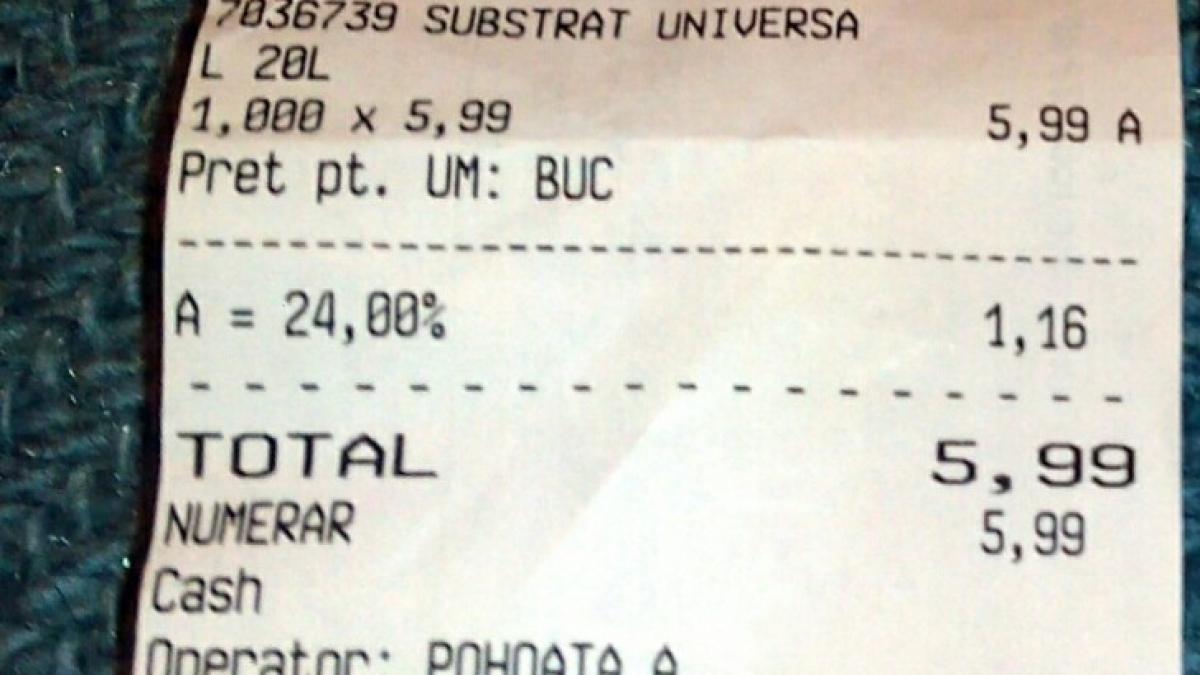 7036739 SUBSTRAT UNIVERSA
L 20L
1,000 x 5,99 5,99 A
Pret pt. UM: BUC
A = 24,00% 1,16
TOTAL 5,99
NUMERAR 5,99
Cash
Operator: